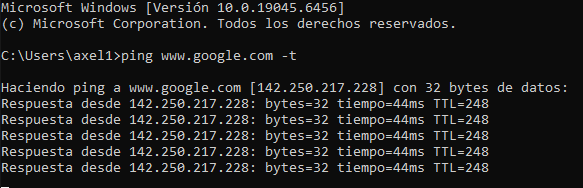 Microsoft Windows [Versión 10.0.19045.6456]
(c) Microsoft Corporation. Todos los derechos reservados.
C:\Users\axel1>ping www.google.com -t
Haciendo ping a www.google.com [142.250.217.228] con 32 bytes de datos:
Respuesta desde 142.250.217.228: bytes=32 tiempo=44ms TTL=248
Respuesta desde 142.250.217.228: bytes=32 tiempo=44ms TTL=248
Respuesta desde 142.250.217.228: bytes=32 tiempo=44ms TTL=248
Respuesta desde 142.250.217.228: bytes=32 tiempo=44ms TTL=248
Respuesta desde 142.250.217.228: bytes=32 tiempo=44ms TTL=248